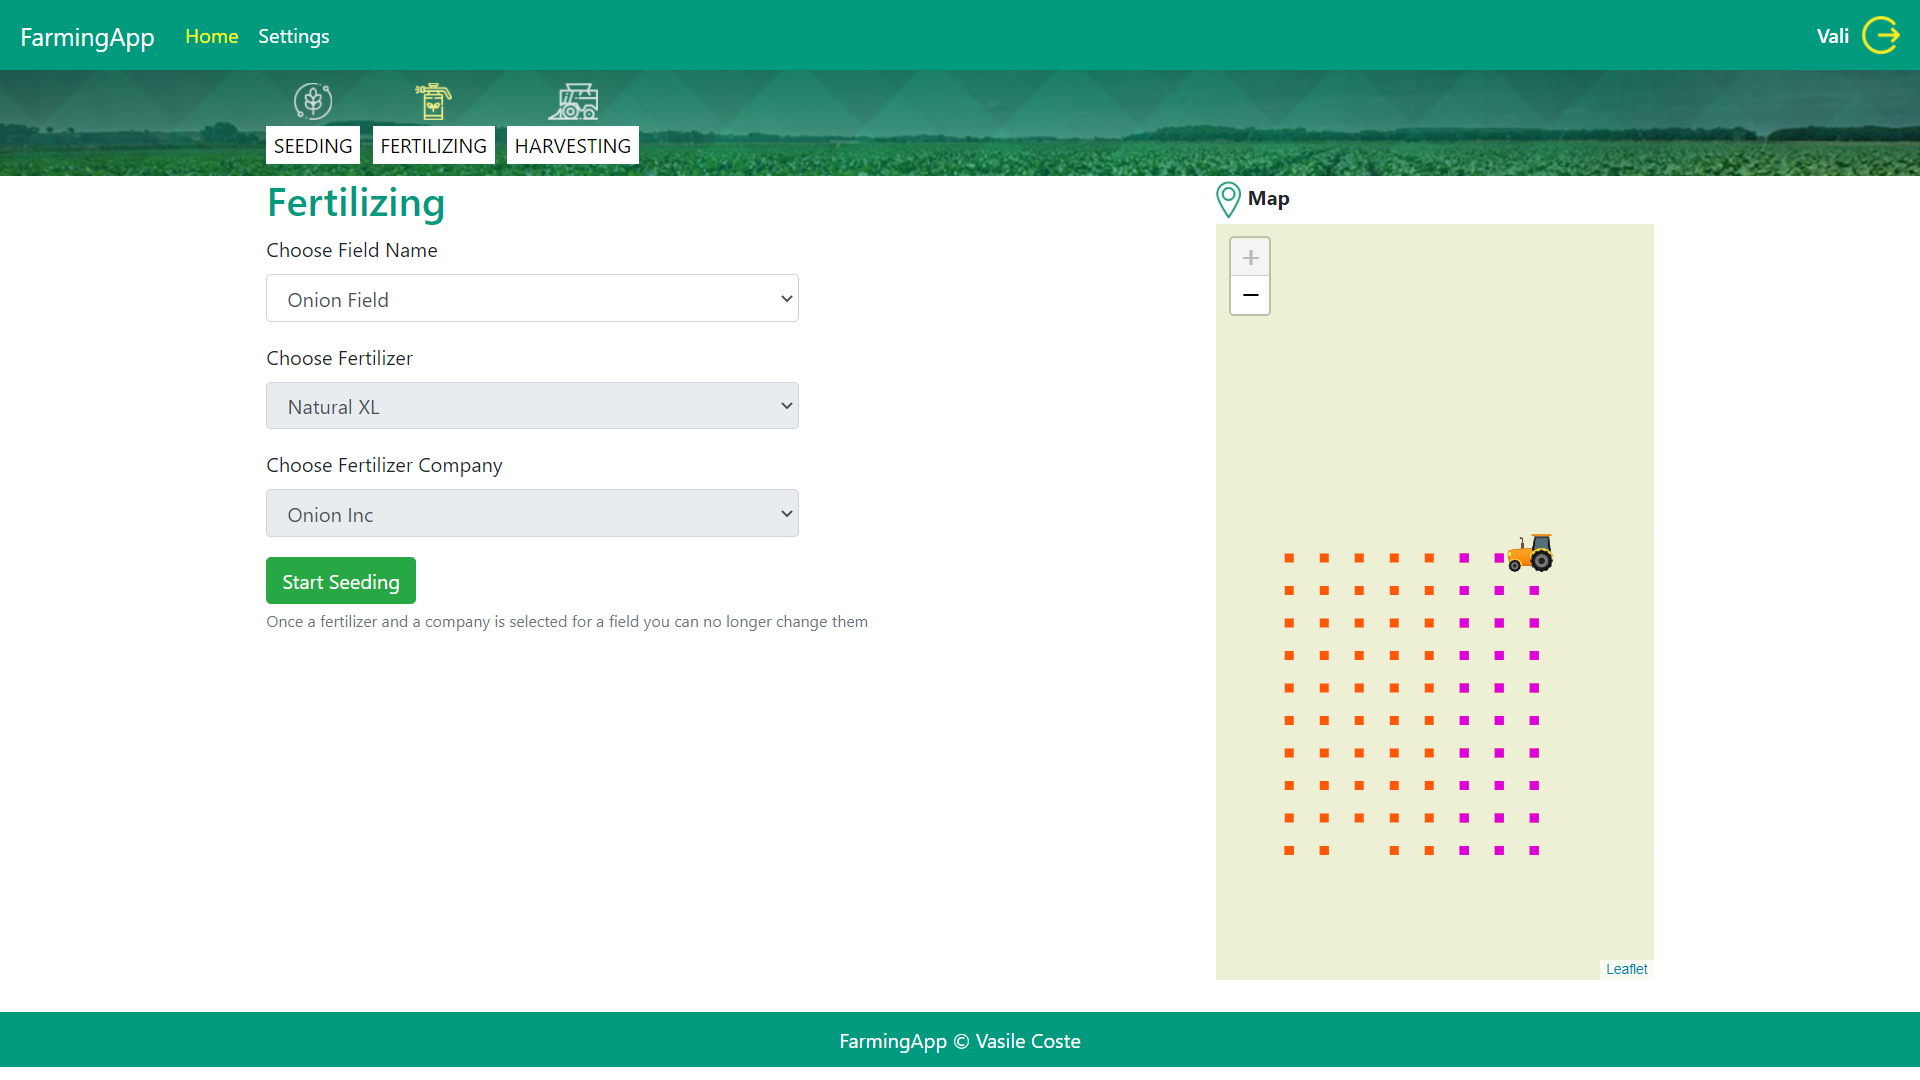 FarmingApp Home Settings Vali
SEEDING FERTILIZING HARVESTING
Fertilizing
Map
Choose Field Name
+
Onion Field
−
Choose Fertilizer
Natural XL
Choose Fertilizer Company
Onion Inc
Start Seeding
Once a fertilizer and a company is selected for a field you can no longer change them
Leaflet
FarmingApp © Vasile Coste